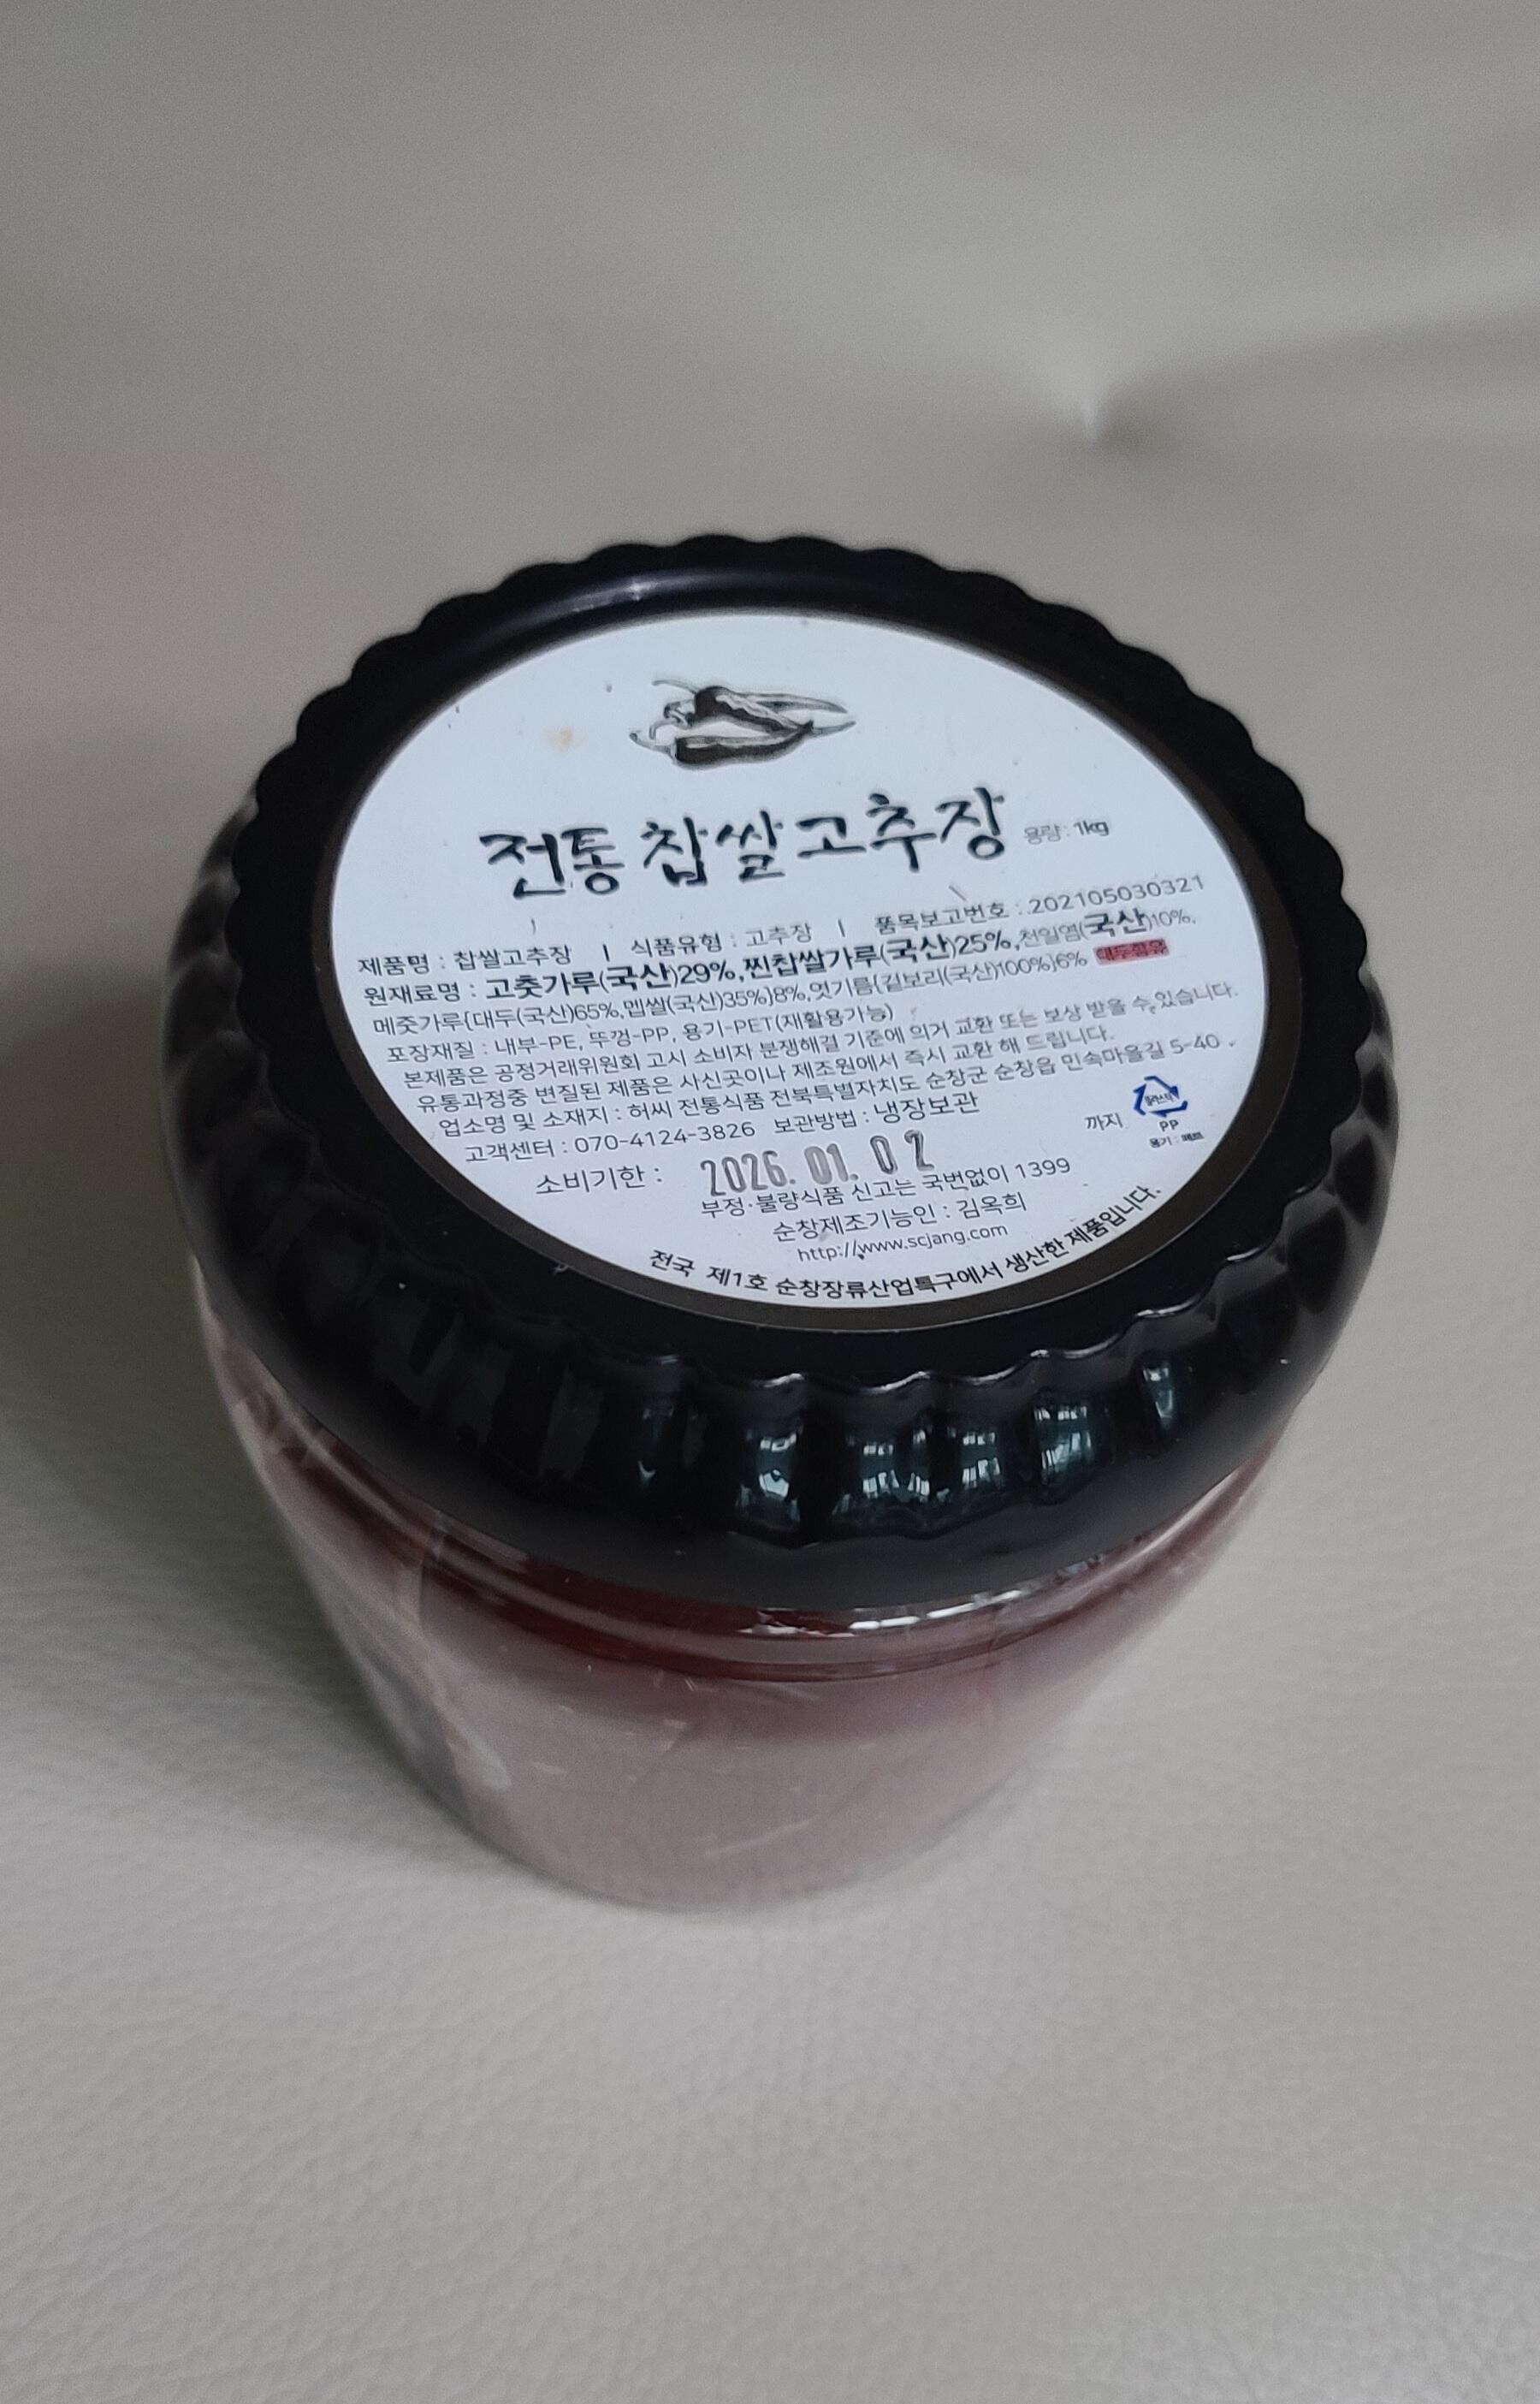 전통 찹쌀고추장 용량 : 1kg
제품명 : 찹쌀고추장 | 식품유형 : 고추장 | 품목보고번호 : 202105030321
원재료명 : 고춧가루(국산)29%,찐찹쌀가루(국산)25%,천일염(국산)10%,
메줏가루{대두(국산)65%,멥쌀(국산)35%}8%,엿기름{겉보리(국산)100%}6% 대두함유
포장재질 : 내부-PE, 뚜껑-PP, 용기-PET(재활용가능)
본제품은 공정거래위원회 고시 소비자 분쟁해결 기준에 의거 교환 또는 보상 받을 수 있습니다.
유통과정중 변질된 제품은 사신곳이나 제조원에서 즉시 교환 해 드립니다.
업소명 및 소재지 : 허씨 전통식품 전북특별자치도 순창군 순창읍 민속마을길 5-40
고객센터 : 070-4124-3826 보관방법 : 냉장보관
소비기한 : 2026. 01. 02 까지
플라스틱
PP
용기 : 페트
부정·불량식품 신고는 국번없이 1399
순창제조기능인 : 김옥희
http://www.scjang.com
전국 제1호 순창장류산업특구에서 생산한 제품입니다.